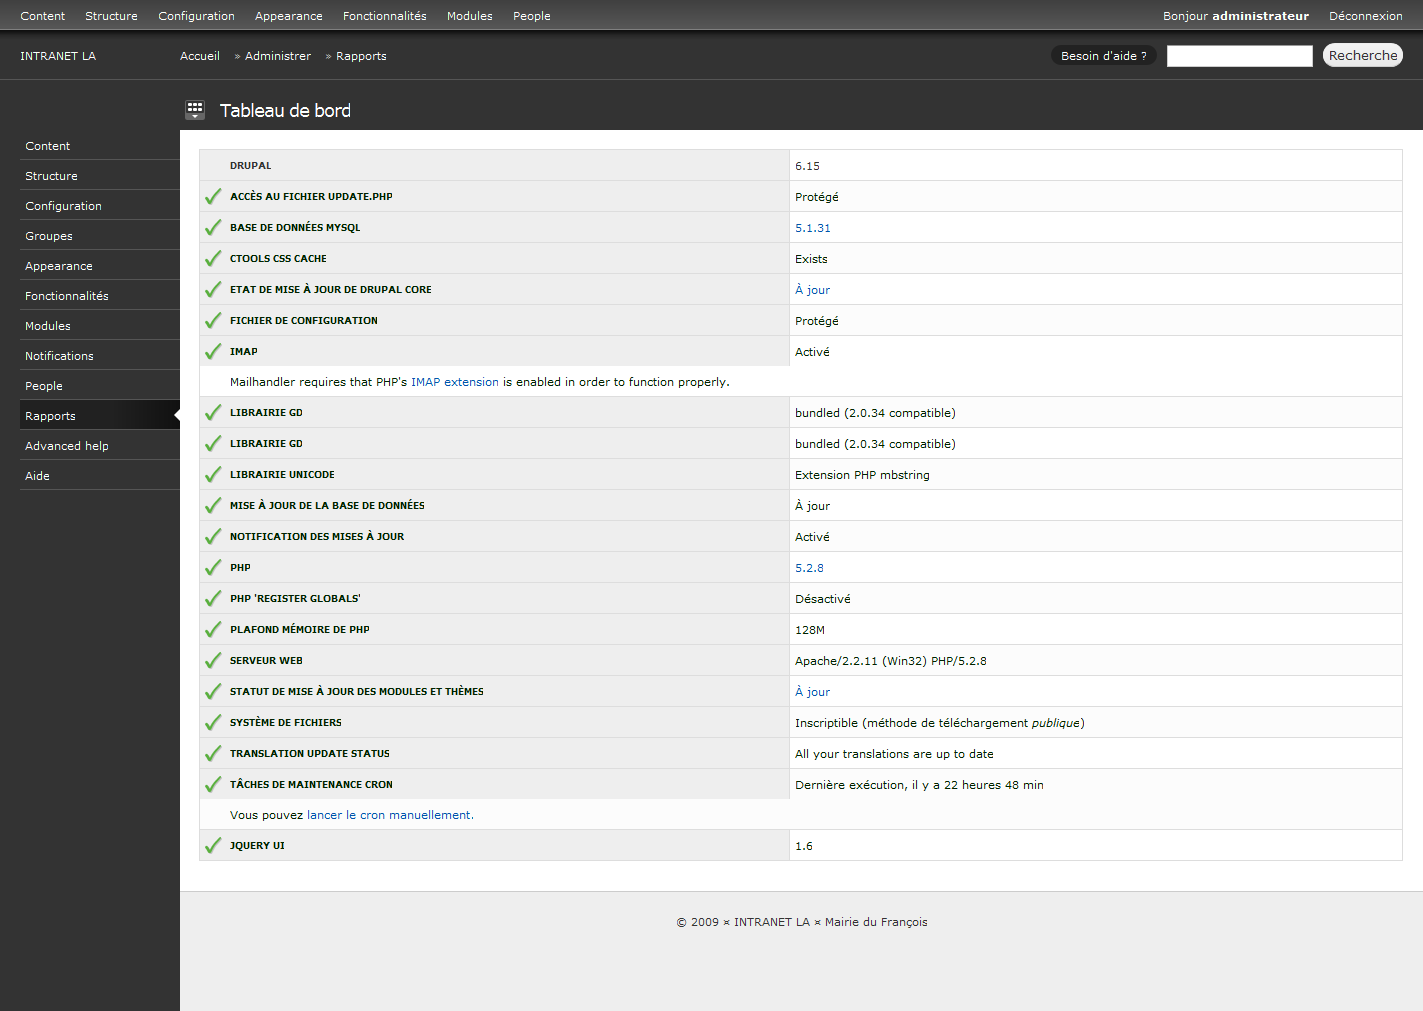 Content Structure Configuration Appearance Fonctionnalités Modules People Bonjour administrateur Déconnexion
INTRANET LA Accueil » Administrer » Rapports Besoin d'aide ? Recherche
Tableau de bord
Content
Structure
Configuration
Groupes
Appearance
Fonctionnalités
Modules
Notifications
People
Rapports
Advanced help
Aide
DRUPAL 6.15
ACCÈS AU FICHIER UPDATE.PHP Protégé
BASE DE DONNÉES MYSQL 5.1.31
CTOOLS CSS CACHE Exists
ETAT DE MISE À JOUR DE DRUPAL CORE À jour
FICHIER DE CONFIGURATION Protégé
IMAP Activé
Mailhandler requires that PHP's IMAP extension is enabled in order to function properly.
LIBRAIRIE GD bundled (2.0.34 compatible)
LIBRAIRIE GD bundled (2.0.34 compatible)
LIBRAIRIE UNICODE Extension PHP mbstring
MISE À JOUR DE LA BASE DE DONNÉES À jour
NOTIFICATION DES MISES À JOUR Activé
PHP 5.2.8
PHP 'REGISTER GLOBALS' Désactivé
PLAFOND MÉMOIRE DE PHP 128M
SERVEUR WEB Apache/2.2.11 (Win32) PHP/5.2.8
STATUT DE MISE À JOUR DES MODULES ET THÈMES À jour
SYSTÈME DE FICHIERS Inscriptible (méthode de téléchargement publique)
TRANSLATION UPDATE STATUS All your translations are up to date
TÂCHES DE MAINTENANCE CRON Dernière exécution, il y a 22 heures 48 min
Vous pouvez lancer le cron manuellement.
JQUERY UI 1.6
© 2009 ¤ INTRANET LA ¤ Mairie du François